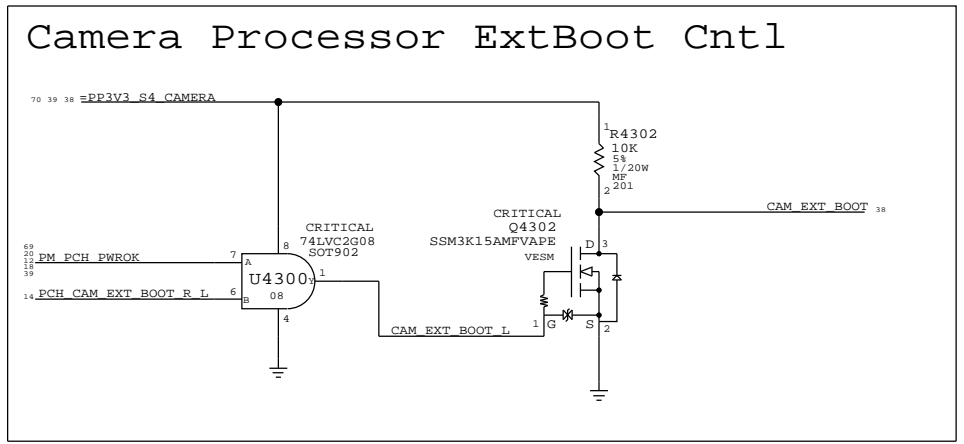 Camera Processor ExtBoot Cntl
70 39 38 =PP3V3_S4_CAMERA
1
R4302
10K
5%
1/20W
MF
201
2
CAM_EXT_BOOT 38
CRITICAL
Q4302
SSM3K15AMFVAPE
VESM
D 3
CRITICAL
74LVC2G08
SOT902
8
69
20
12 PM_PCH_PWROK
18
39
7
A
U4300
Y
1
08
14 PCH_CAM_EXT_BOOT_R_L
6
B
4
CAM_EXT_BOOT_L
1 G
S
2